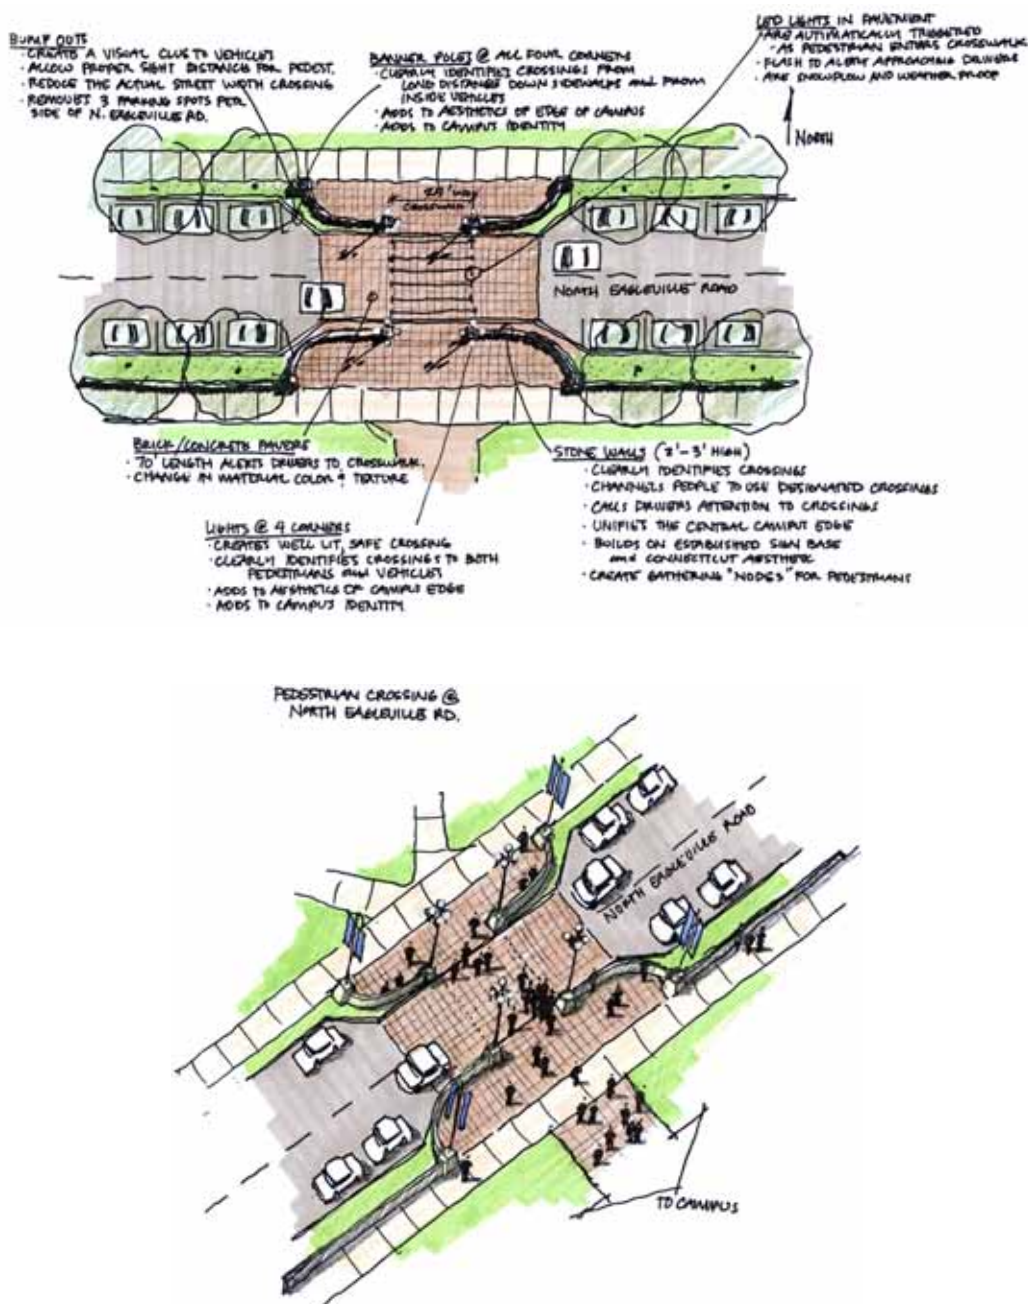 BUMP OUTS
· CREATE A VISUAL CLUE TO VEHICLES
· ALLOW PROPER SIGHT DISTANCE FOR PEDEST.
· REDUCE THE ACTUAL STREET WIDTH CROSSING
· REMOVES 3 PARKING SPOTS PER
SIDE OF N. EAGLEVILLE RD.
BANNER POLES @ ALL FOUR CORNERS
· CLEARLY IDENTIFIES CROSSINGS FROM
LONG DISTANCE DOWN SIDEWALKS AND FROM
INSIDE VEHICLES
· ADDS TO AESTHETICS OF EDGE OF CAMPUS
· ADDS TO CAMPUS IDENTITY
LED LIGHTS IN PAVEMENT
· ARE AUTOMATICALLY TRIGGERED
· AS PEDESTRIAN ENTERS CROSSWALK
· FLASH TO ALERT APPROACHING DRIVERS
· ARE SNOWPLOW AND WEATHER PROOF
NORTH
CROSSWALK
NORTH EAGLEVILLE ROAD
BRICK/CONCRETE PAVERS
· 70' LENGTH ALERTS DRIVERS TO CROSSWALK.
· CHANGE IN MATERIAL COLOR & TEXTURE
STONE WALLS (2'-3' HIGH)
· CLEARLY IDENTIFIES CROSSINGS
· CHANNELS PEOPLE TO USE DESIGNATED CROSSINGS
· CALLS DRIVERS ATTENTION TO CROSSINGS
· UNIFIES THE CENTRAL CAMPUS EDGE
· BUILDS ON ESTABLISHED SIGN BASE
AND CONNECTICUT AESTHETIC
· CREATE GATHERING "NODES" FOR PEDESTRIANS
LIGHTS @ 4 CORNERS
· CREATES WELL LIT, SAFE CROSSING
· CLEARLY IDENTIFIES CROSSINGS TO BOTH
PEDESTRIANS AND VEHICLES
· ADDS TO AESTHETICS OF CAMPUS EDGE
· ADDS TO CAMPUS IDENTITY
PEDESTRIAN CROSSING @
NORTH EAGLEVILLE RD.
NORTH EAGLEVILLE ROAD
TO CAMPUS